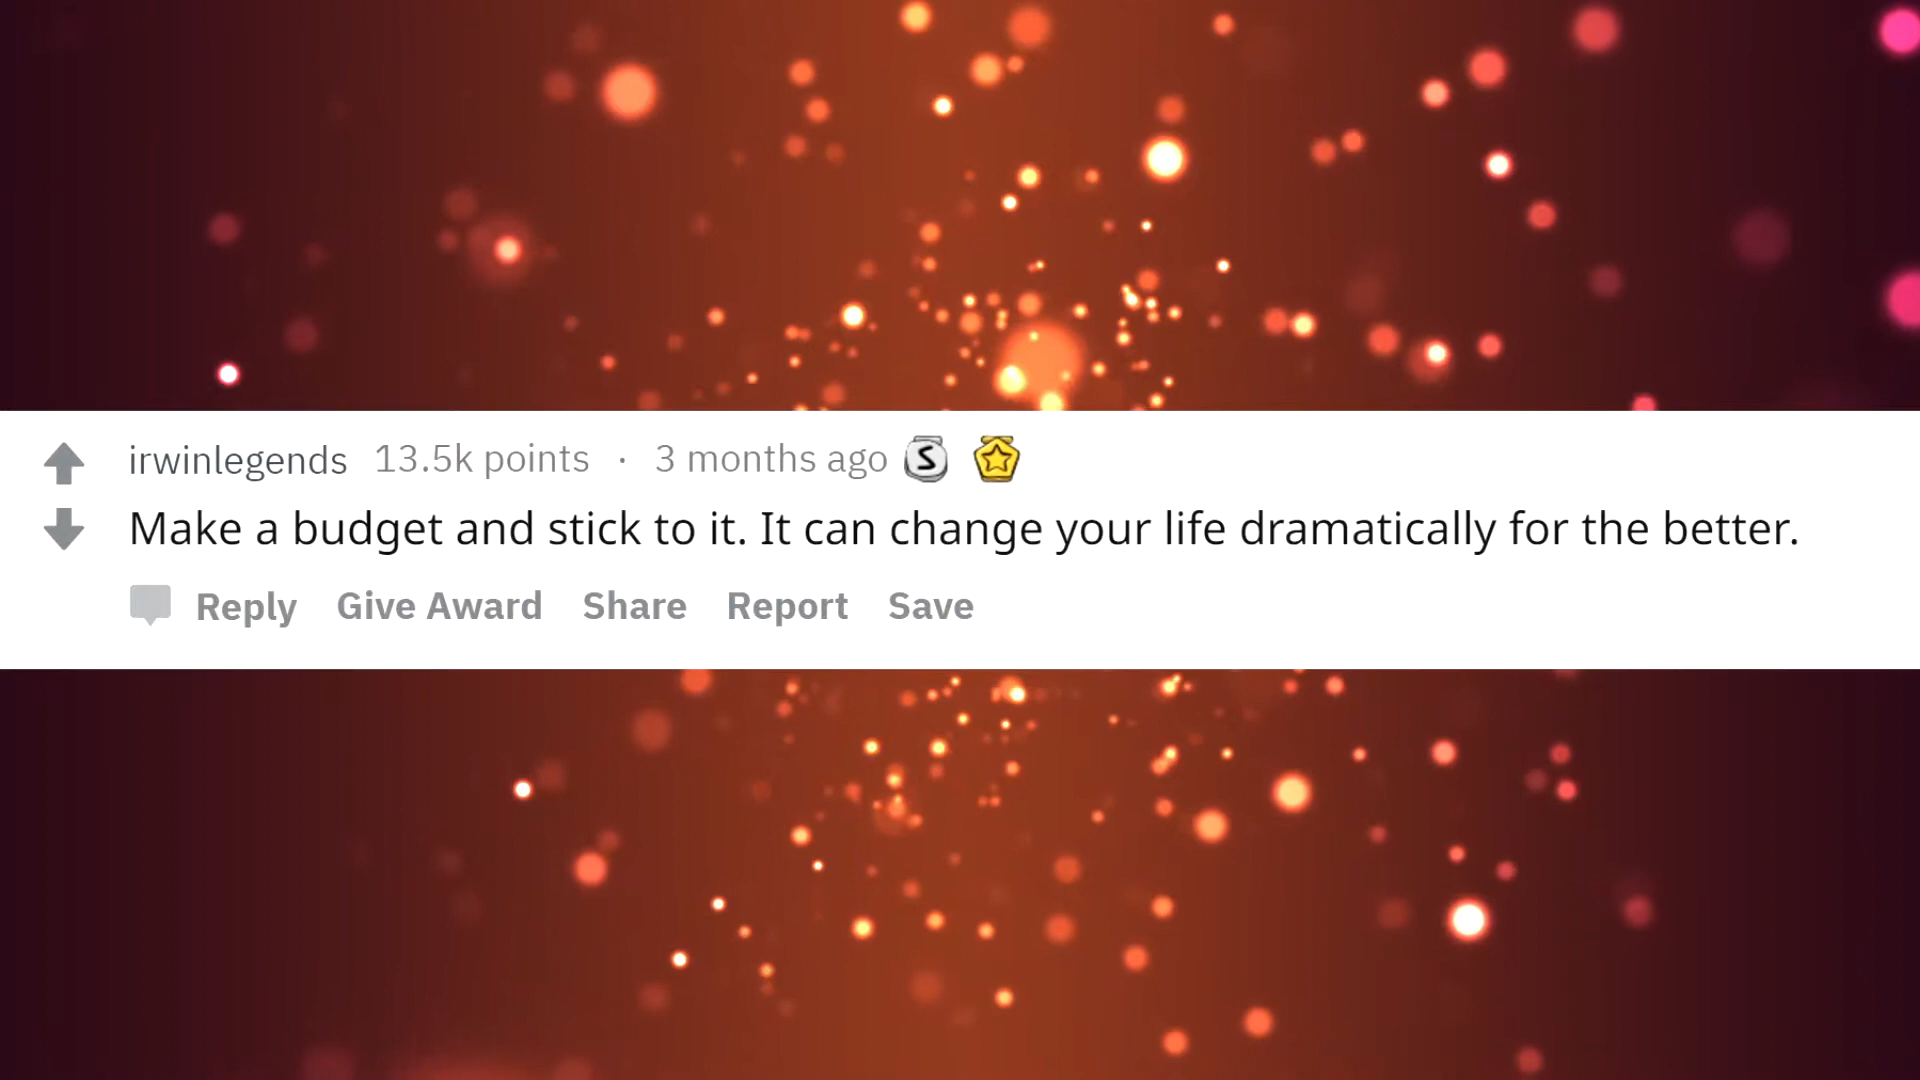 irwinlegends 13.5k points · 3 months ago S
Make a budget and stick to it. It can change your life dramatically for the better.
Reply Give Award Share Report Save